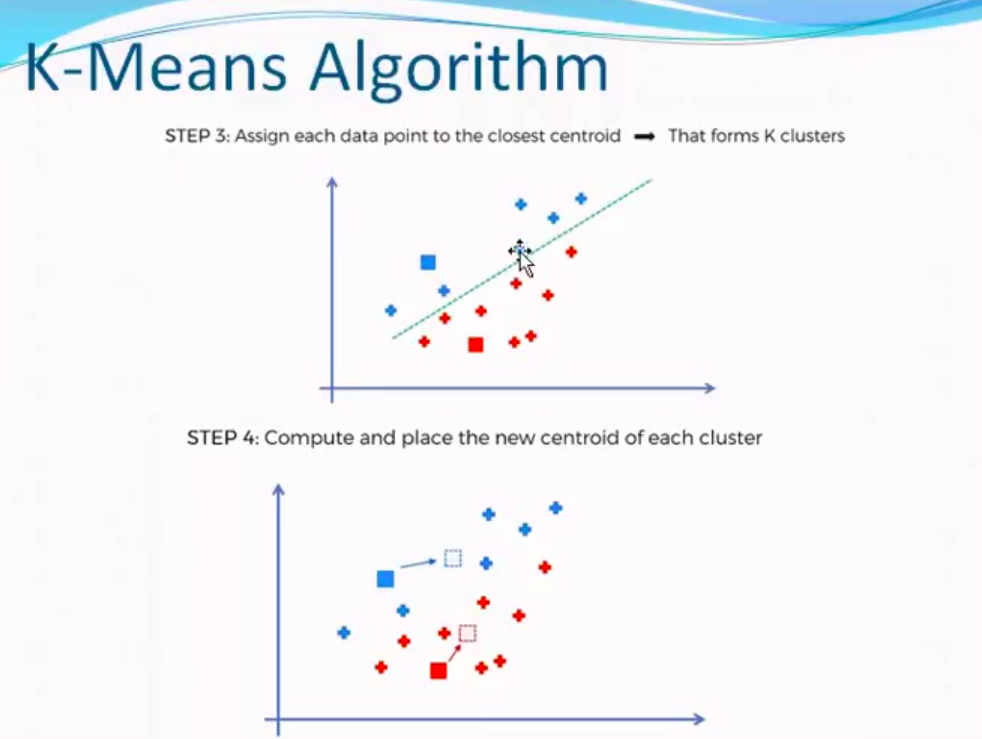 K-Means Algorithm
STEP 3: Assign each data point to the closest centroid ➡ That forms K clusters
STEP 4: Compute and place the new centroid of each cluster